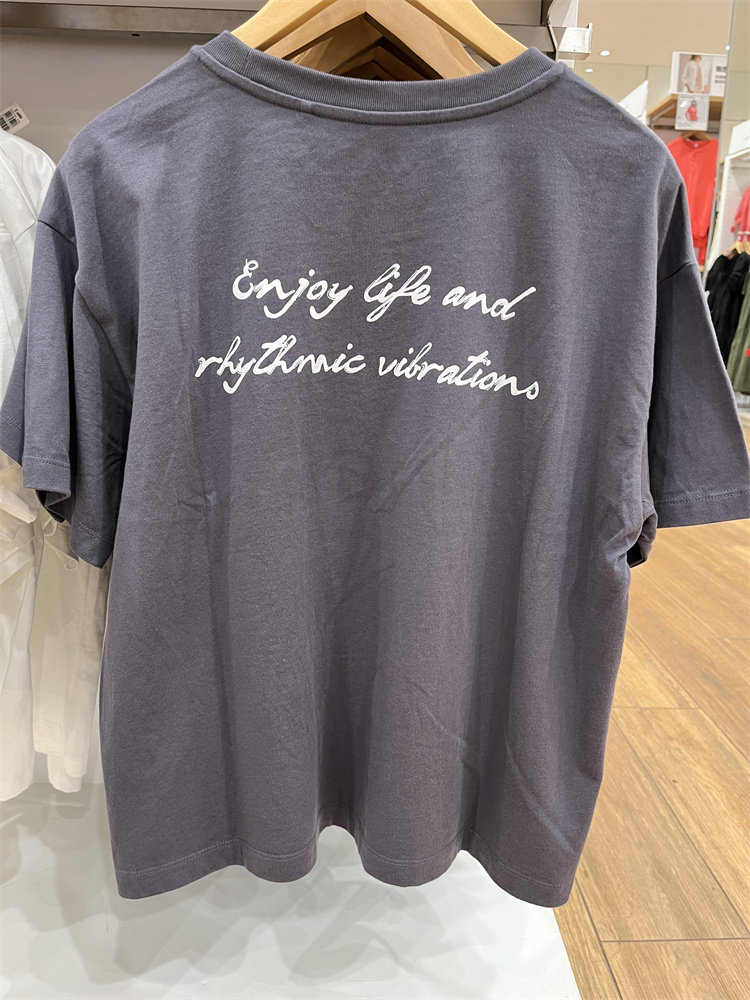 Enjoy life and
rhythmic vibrations